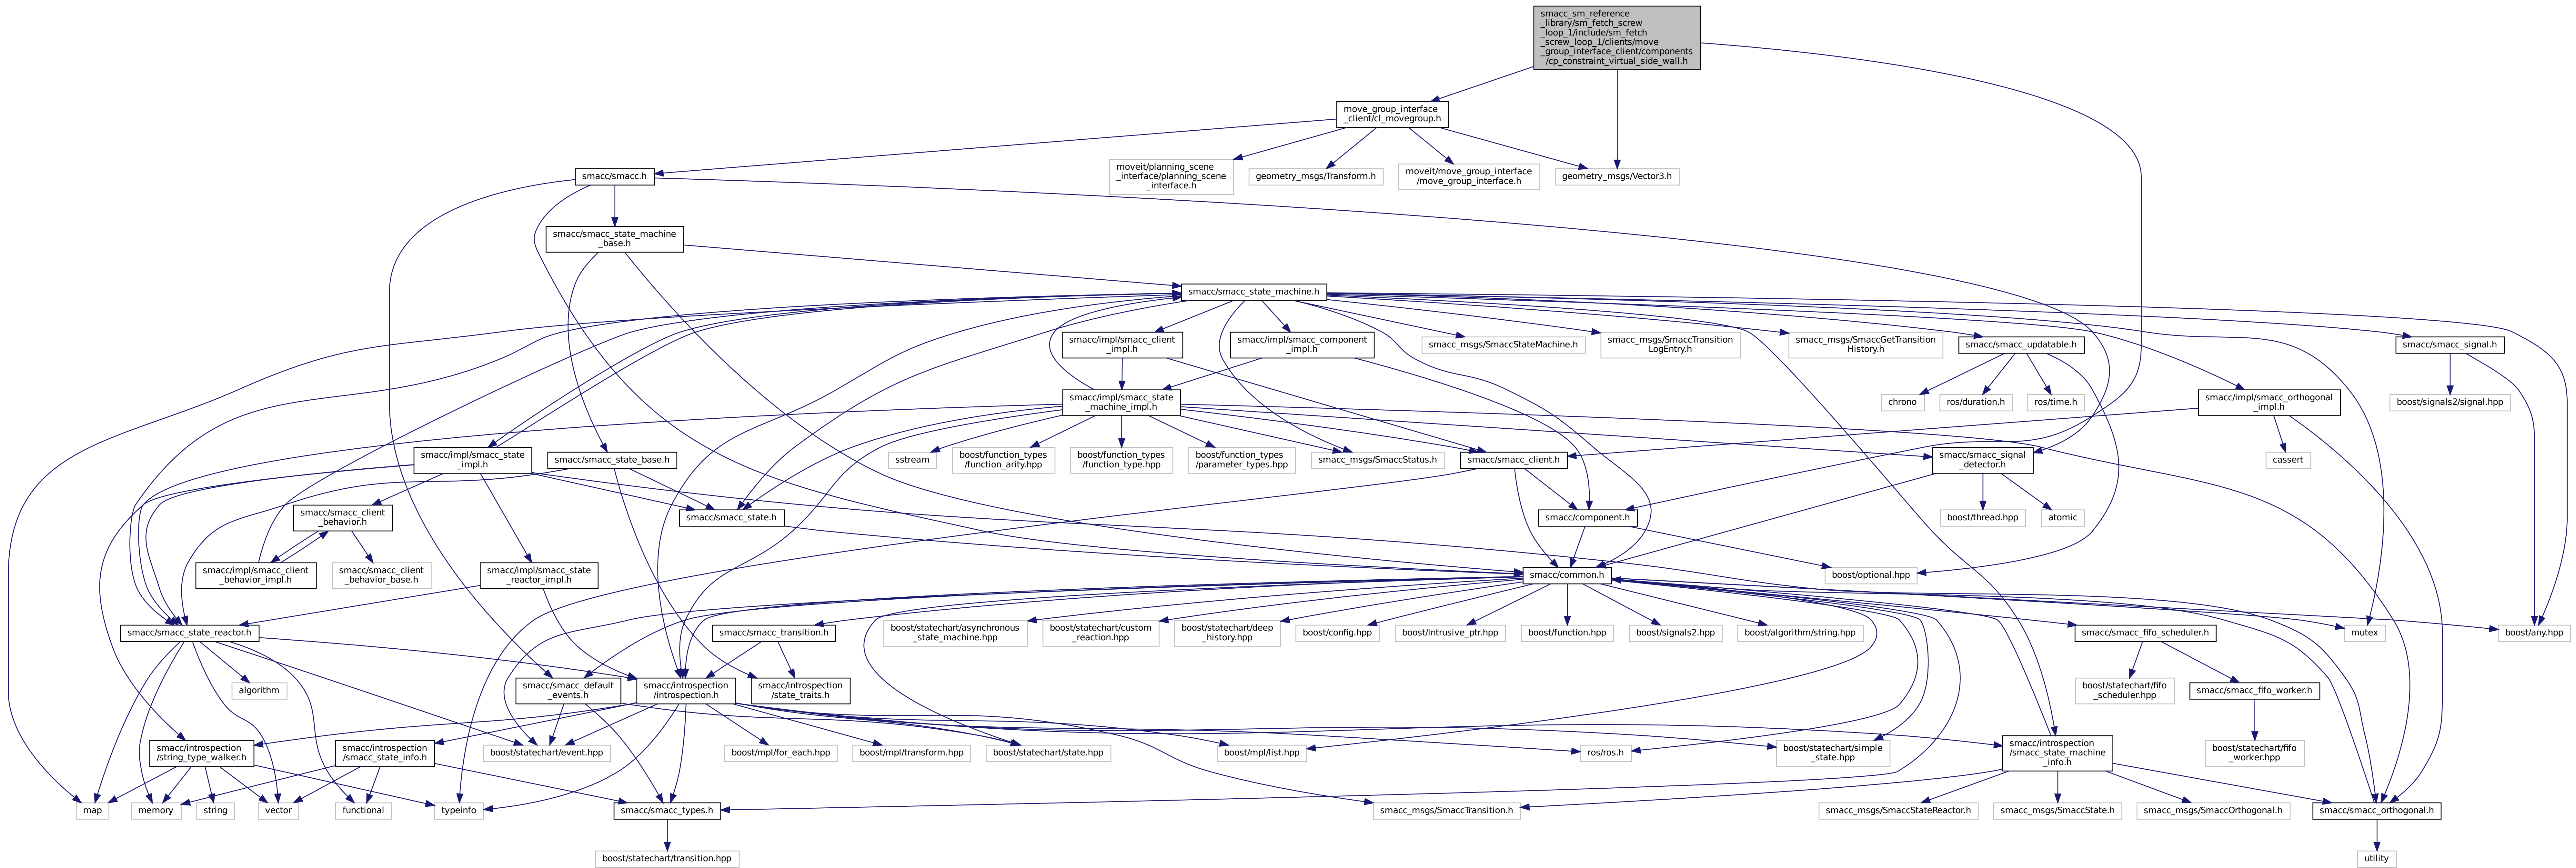 smacc_sm_reference
_library/sm_fetch_screw
_loop_1/include/sm_fetch
_screw_loop_1/clients/move
_group_interface_client/components
/cp_constraint_virtual_side_wall.h
move_group_interface
_client/cl_movegroup.h
smacc/smacc.h
moveit/planning_scene
_interface/planning_scene
_interface.h
geometry_msgs/Transform.h
moveit/move_group_interface
/move_group_interface.h
geometry_msgs/Vector3.h
smacc/smacc_state_machine
_base.h
smacc/smacc_state_machine.h
smacc/impl/smacc_client
_impl.h
smacc/impl/smacc_component
_impl.h
smacc_msgs/SmaccStateMachine.h
smacc_msgs/SmaccTransition
LogEntry.h
smacc_msgs/SmaccGetTransition
History.h
smacc/smacc_updatable.h
smacc/smacc_signal.h
smacc/impl/smacc_state
_machine_impl.h
chrono
ros/duration.h
ros/time.h
smacc/impl/smacc_orthogonal
_impl.h
boost/signals2/signal.hpp
smacc/impl/smacc_state
_impl.h
smacc/smacc_state_base.h
sstream
boost/function_types
/function_arity.hpp
boost/function_types
/function_type.hpp
boost/function_types
/parameter_types.hpp
smacc_msgs/SmaccStatus.h
smacc/smacc_client.h
smacc/smacc_signal
_detector.h
cassert
smacc/smacc_client
_behavior.h
smacc/smacc_state.h
smacc/component.h
boost/thread.hpp
atomic
smacc/impl/smacc_client
_behavior_impl.h
smacc/smacc_client
_behavior_base.h
smacc/impl/smacc_state
_reactor_impl.h
smacc/common.h
boost/optional.hpp
smacc/smacc_state_reactor.h
smacc/smacc_transition.h
boost/statechart/asynchronous
_state_machine.hpp
boost/statechart/custom
_reaction.hpp
boost/statechart/deep
_history.hpp
boost/config.hpp
boost/intrusive_ptr.hpp
boost/function.hpp
boost/signals2.hpp
boost/algorithm/string.hpp
smacc/smacc_fifo_scheduler.h
mutex
boost/any.hpp
algorithm
smacc/smacc_default
_events.h
smacc/introspection
/introspection.h
smacc/introspection
/state_traits.h
boost/statechart/fifo
_scheduler.hpp
smacc/smacc_fifo_worker.h
smacc/introspection
/string_type_walker.h
smacc/introspection
/smacc_state_info.h
boost/statechart/event.hpp
boost/mpl/for_each.hpp
boost/mpl/transform.hpp
boost/statechart/state.hpp
boost/mpl/list.hpp
ros/ros.h
boost/statechart/simple
_state.hpp
smacc/introspection
/smacc_state_machine
_info.h
boost/statechart/fifo
_worker.hpp
map
memory
string
vector
functional
typeinfo
smacc/smacc_types.h
smacc_msgs/SmaccTransition.h
smacc_msgs/SmaccStateReactor.h
smacc_msgs/SmaccState.h
smacc_msgs/SmaccOrthogonal.h
smacc/smacc_orthogonal.h
boost/statechart/transition.hpp
utility